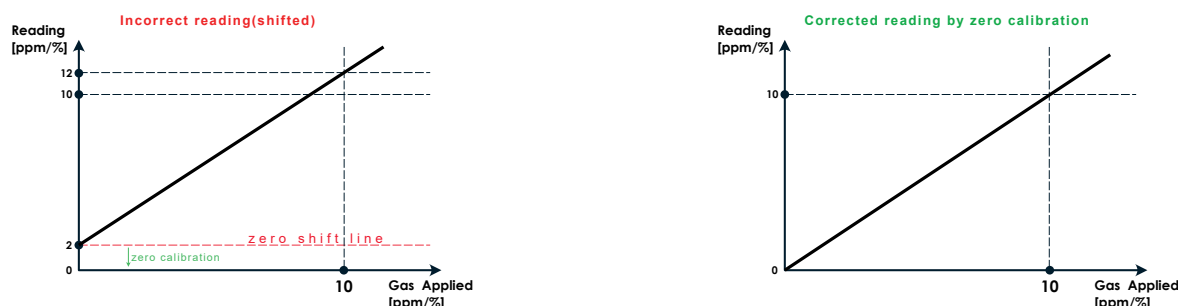 Incorrect reading(shifted)
Reading
[ppm/%]
12
10
zero shift line
2
zero calibration
0
10
Gas Applied
[ppm/%]
Corrected reading by zero calibration
Reading
[ppm/%]
10
0
10
Gas Applied
[ppm/%]